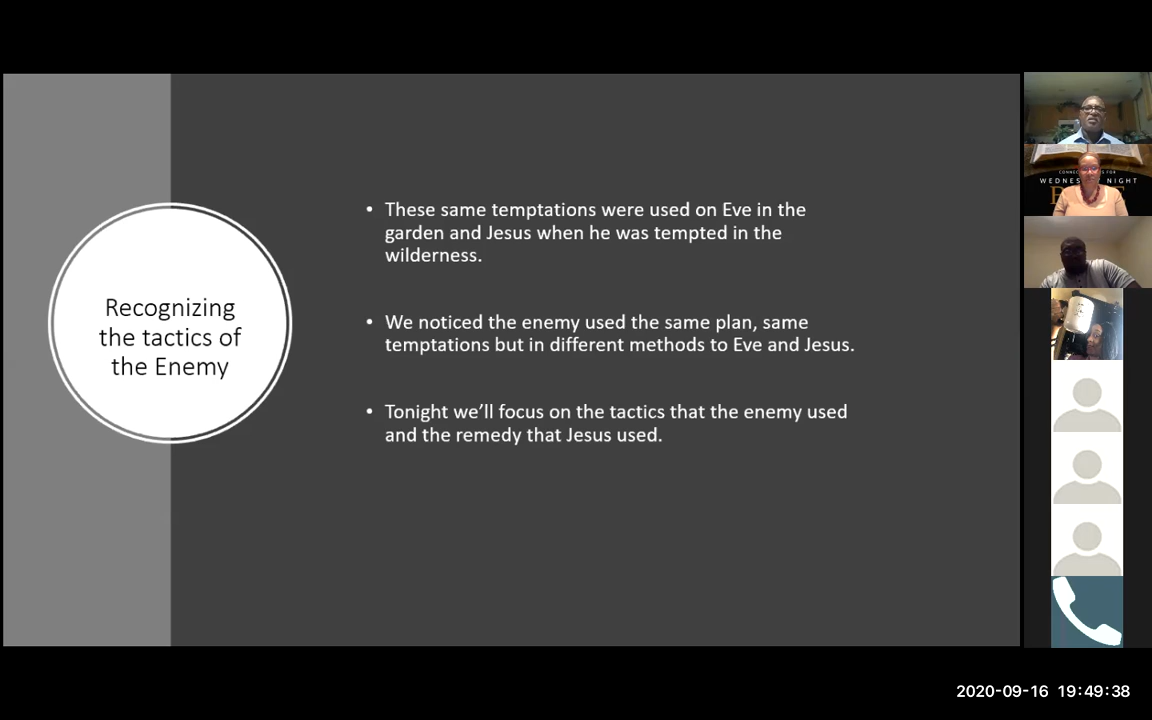 Recognizing
the tactics of
the Enemy
• These same temptations were used on Eve in the
garden and Jesus when he was tempted in the
wilderness.
• We noticed the enemy used the same plan, same
temptations but in different methods to Eve and Jesus.
• Tonight we’ll focus on the tactics that the enemy used
and the remedy that Jesus used.
NIGHT
2020-09-16 19:49:38